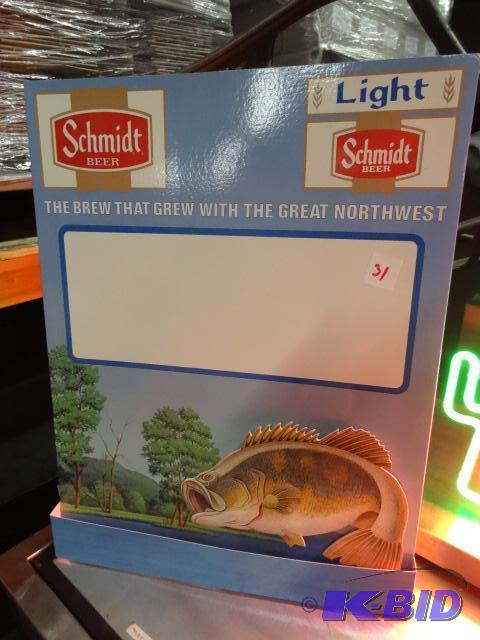 Schmidt
BEER
Light
Schmidt
BEER
THE BREW THAT GREW WITH THE GREAT NORTHWEST
31
© K-BID